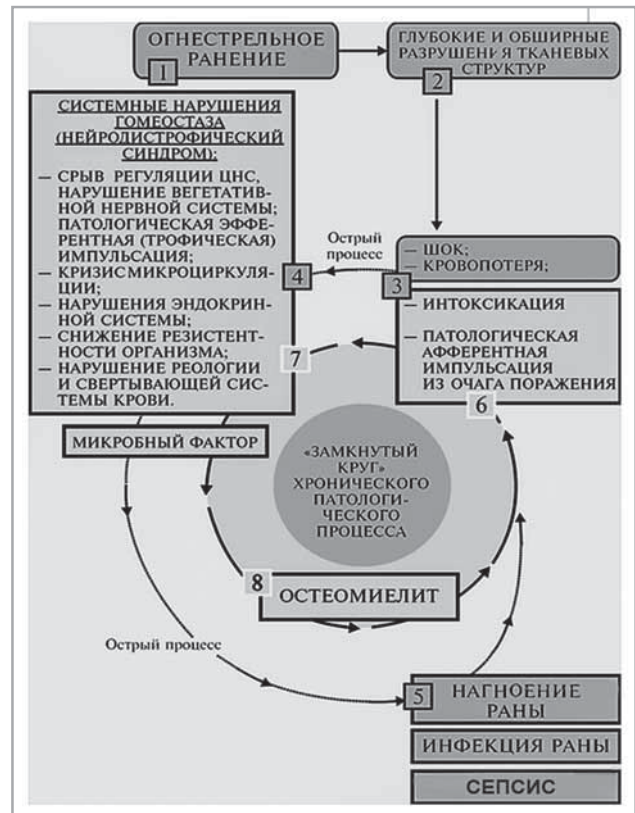 ОГНЕСТРЕЛЬНОЕ
РАНЕНИЕ
1
ГЛУБОКИЕ И ОБШИРНЫЕ
РАЗРУШЕНИЯ ТКАНЕВЫХ
СТРУКТУР
2
СИСТЕМНЫЕ НАРУШЕНИЯ
ГОМЕОСТАЗА
(НЕЙРОДИСТРОФИЧЕСКИЙ
СИНДРОМ):
— СРЫВ РЕГУЛЯЦИИ ЦНС,
НАРУШЕНИЕ ВЕГЕТАТИВ-
НОЙ НЕРВНОЙ СИСТЕМЫ;
ПАТОЛОГИЧЕСКАЯ ЭФФЕ-
РЕНТНАЯ (ТРОФИЧЕСКАЯ)
ИМПУЛЬСАЦИЯ;
— КРИЗИС МИКРОЦИРКУЛЯ-
ЦИИ;
— НАРУШЕНИЯ ЭНДОКРИН-
НОЙ СИСТЕМЫ;
— СНИЖЕНИЕ РЕЗИСТЕНТ-
НОСТИ ОРГАНИЗМА;
— НАРУШЕНИЕ РЕОЛОГИИ
И СВЕРТЫВАЮЩЕЙ СИС-
ТЕМЫ КРОВИ.
4
Острый
процесс
— ШОК;
— КРОВОПОТЕРЯ;
3
— ИНТОКСИКАЦИЯ
— ПАТОЛОГИЧЕСКАЯ
АФФЕРЕНТНАЯ
ИМПУЛЬСАЦИЯ
ИЗ ОЧАГА ПОРАЖЕНИЯ
6
7
МИКРОБНЫЙ ФАКТОР
«ЗАМКНУТЫЙ
КРУГ»
ХРОНИЧЕСКОГО
ПАТОЛОГИ-
ЧЕСКОГО
ПРОЦЕССА
8
ОСТЕОМИЕЛИТ
Острый процесс
5
НАГНОЕНИЕ
РАНЫ
ИНФЕКЦИЯ РАНЫ
СЕПСИС